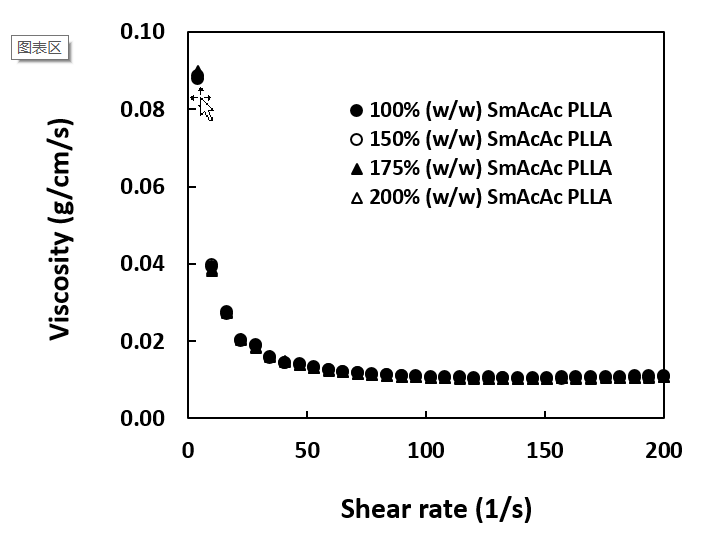 图表区
0.10
0.08
0.06
0.04
0.02
0.00
Viscosity (g/cm/s)
100% (w/w) SmAcAc PLLA
150% (w/w) SmAcAc PLLA
175% (w/w) SmAcAc PLLA
200% (w/w) SmAcAc PLLA
0 50 100 150 200
Shear rate (1/s)